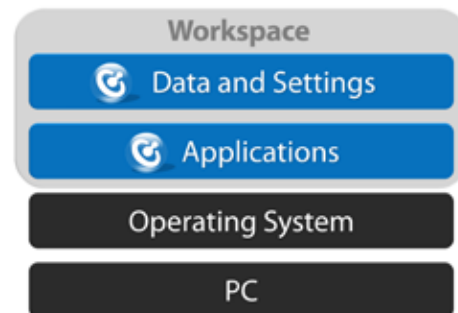 Workspace
Data and Settings
Applications
Operating System
PC